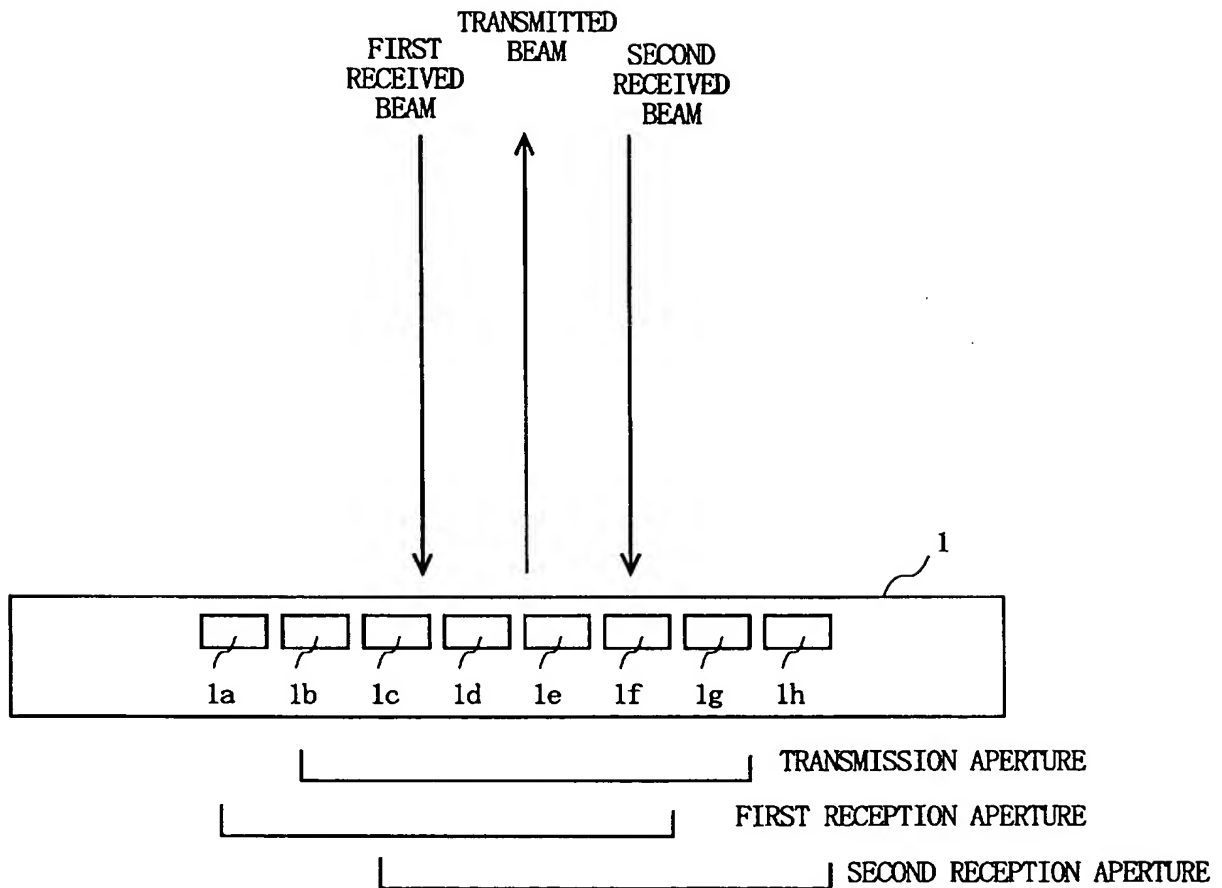 FIRST
RECEIVED
BEAM
TRANSMITTED
BEAM
SECOND
RECEIVED
BEAM
1
1a 1b 1c 1d 1e 1f 1g 1h
TRANSMISSION APERTURE
FIRST RECEPTION APERTURE
SECOND RECEPTION APERTURE